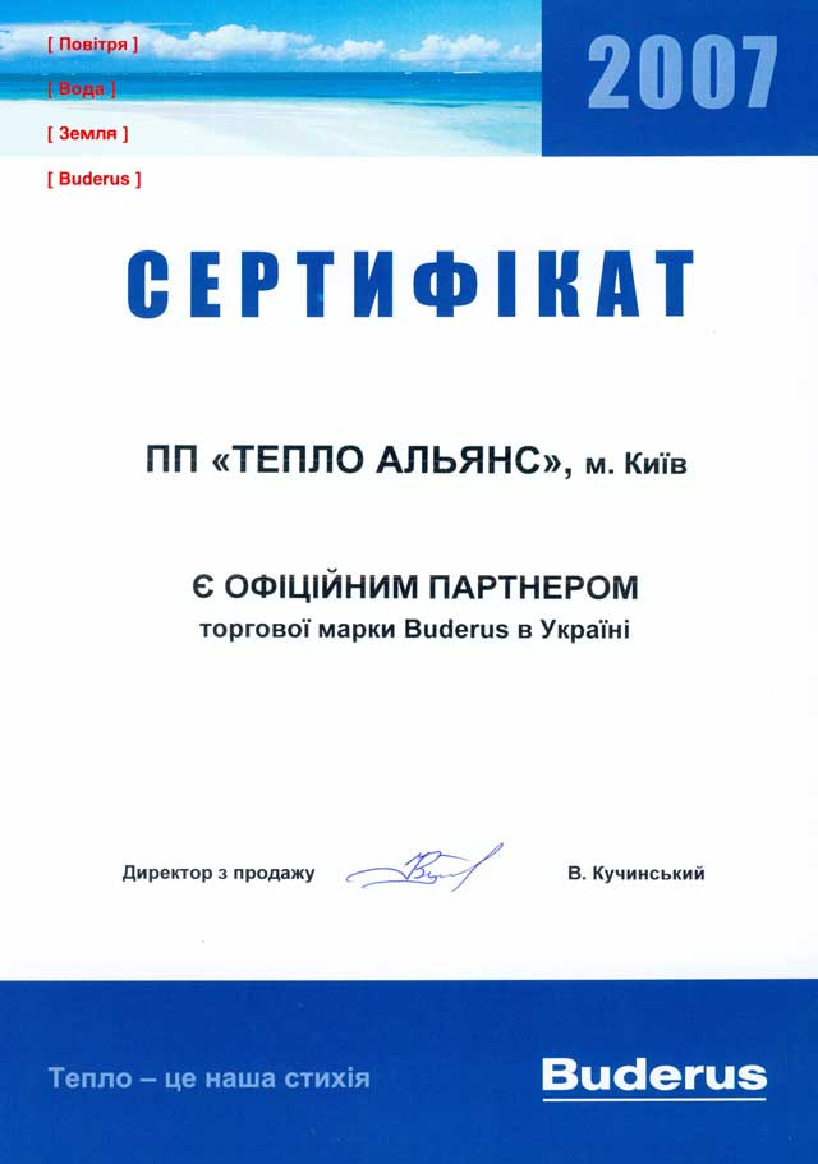 [ Повітря ]
2007
[ Вода ]
[ Земля ]
[ Buderus ]
СЕРТИФІКАТ
ПП «ТЕПЛО АЛЬЯНС», м. Київ
Є ОФІЦІЙНИМ ПАРТНЕРОМ
торгової марки Buderus в Україні
Директор з продажу В. Кучинський
Тепло – це наша стихія
Buderus